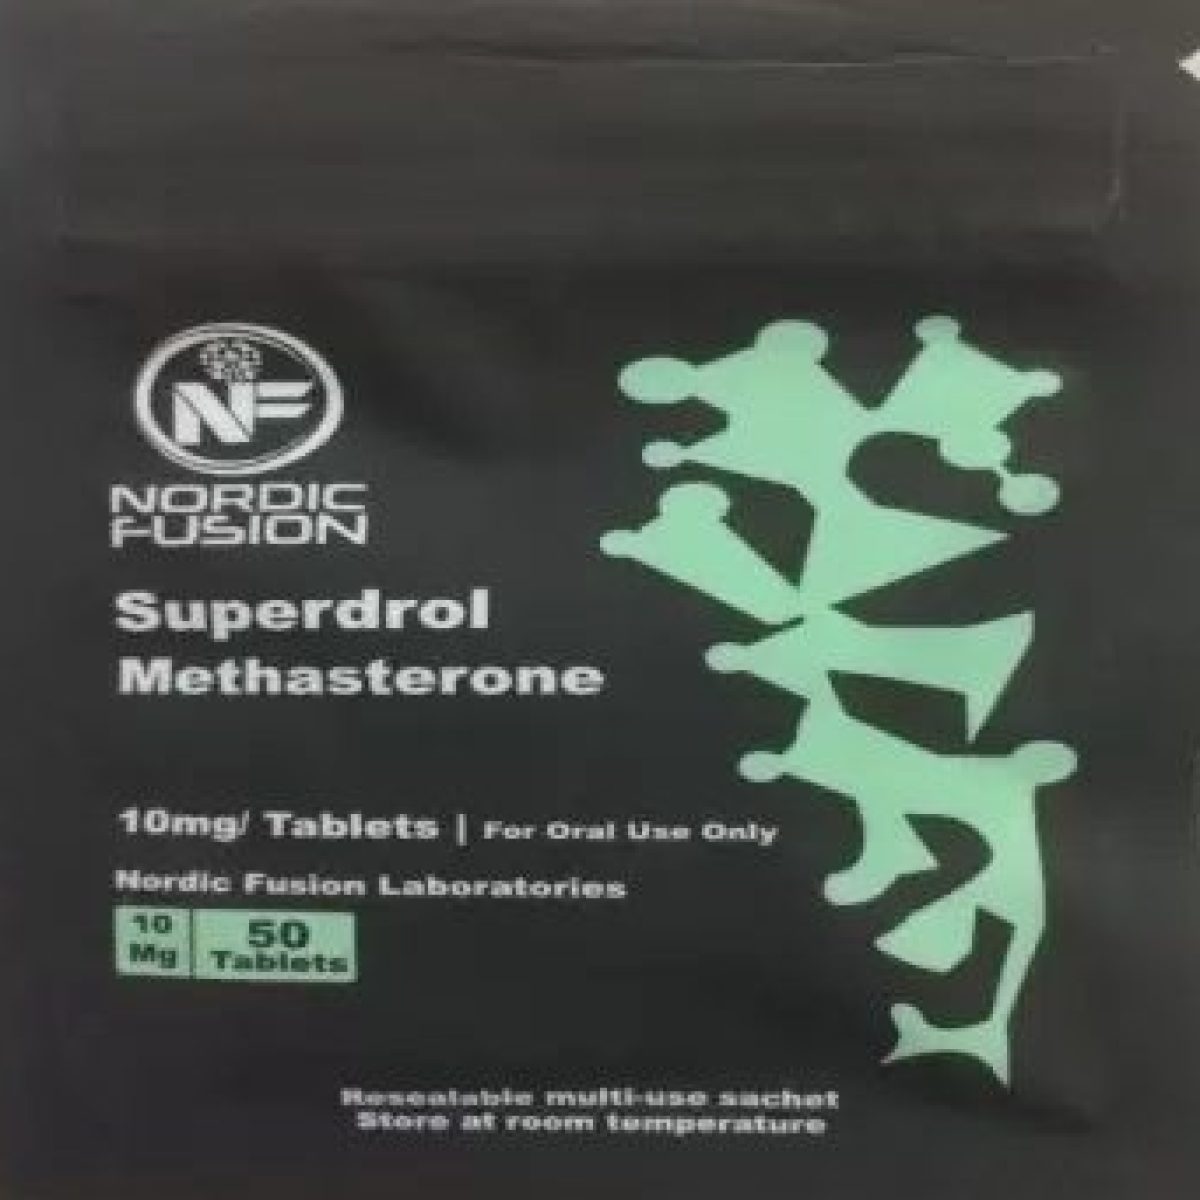 NF
NORDIC
FUSION
Superdrol
Methasterone
10mg/ Tablets | For Oral Use Only
Nordic Fusion Laboratories
10
Mg
50
Tablets
Resealable multi-use sachet
Store at room temperature